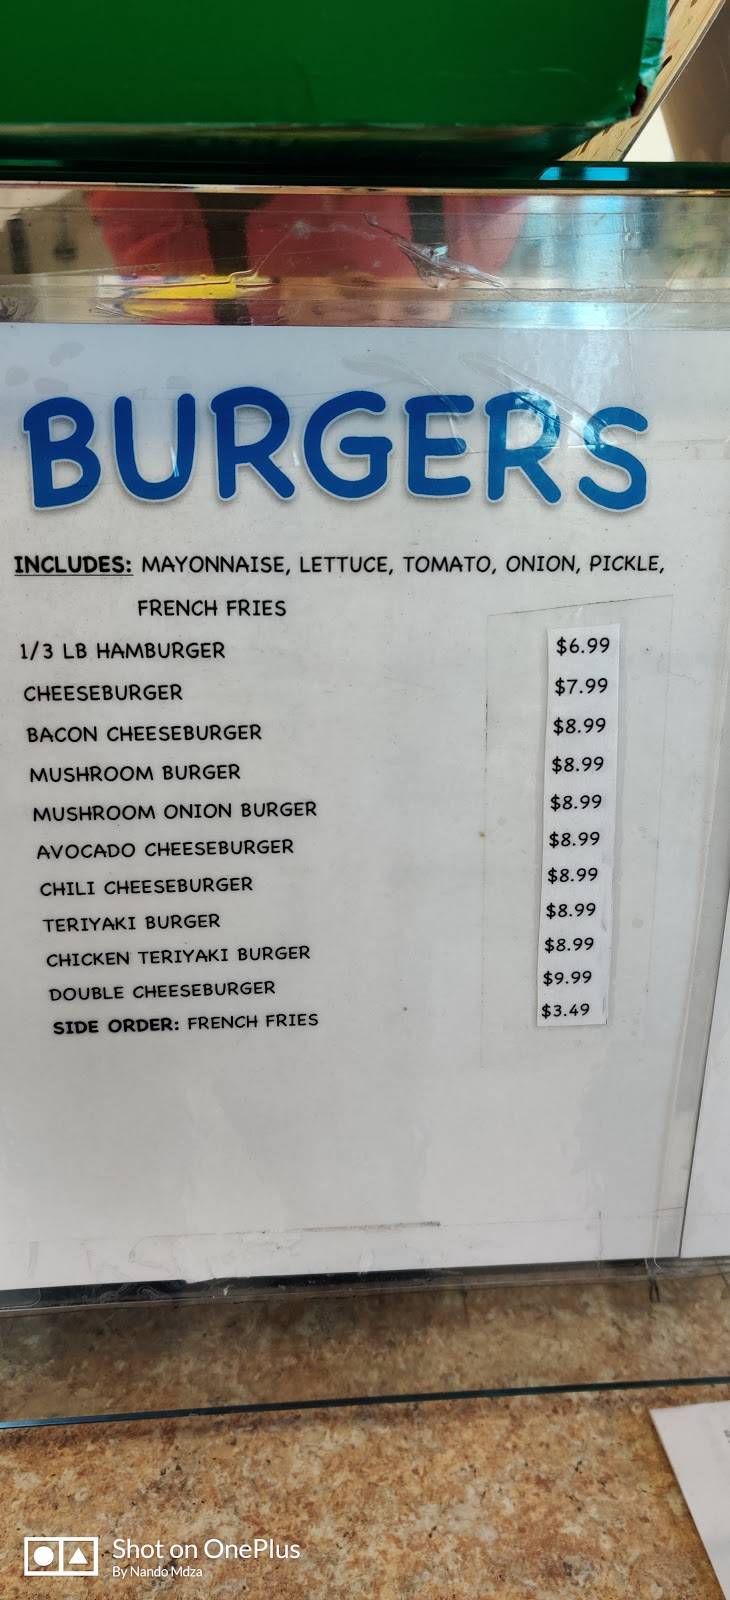 BURGERS
INCLUDES: MAYONNAISE, LETTUCE, TOMATO, ONION, PICKLE,
FRENCH FRIES
1/3 LB HAMBURGER $6.99
CHEESEBURGER $7.99
BACON CHEESEBURGER $8.99
MUSHROOM BURGER $8.99
MUSHROOM ONION BURGER $8.99
AVOCADO CHEESEBURGER $8.99
CHILI CHEESEBURGER $8.99
TERIYAKI BURGER $8.99
CHICKEN TERIYAKI BURGER $8.99
DOUBLE CHEESEBURGER $9.99
SIDE ORDER: FRENCH FRIES $3.49
Shot on OnePlus
By Nando Mdza